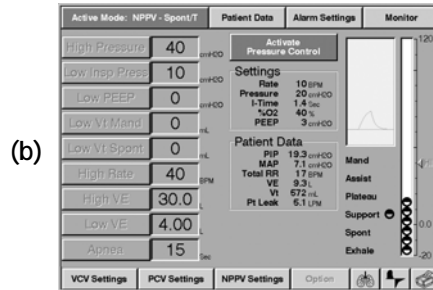 Active Mode: NPPV - Spont/T Patient Data Alarm Settings Monitor
(b)
High Pressure 40 cmH2O
Low Insp Press 10 cmH2O
Low PEEP 0 cmH2O
Low Vt Mand 0 mL
Low Vt Spont 0 mL
High Rate 40 BPM
High VE 30.0 L
Low VE 4.00 L
Apnea 15 Sec
Activate
Pressure Control
Settings
Rate 10 BPM
Pressure 20 cmH2O
I-Time 1.4 Sec
%O2 40 %
PEEP 3 cmH2O
Patient Data
PIP 19.3 cmH2O
MAP 7.1 cmH2O
Total RR 17 BPM
VE 9.3 L
Vt 572 mL
Pt Leak 5.1 LPM
Mand
Assist
Plateau
Support
Spont
Exhale
120
0.0
-20
VCV Settings PCV Settings NPPV Settings Option